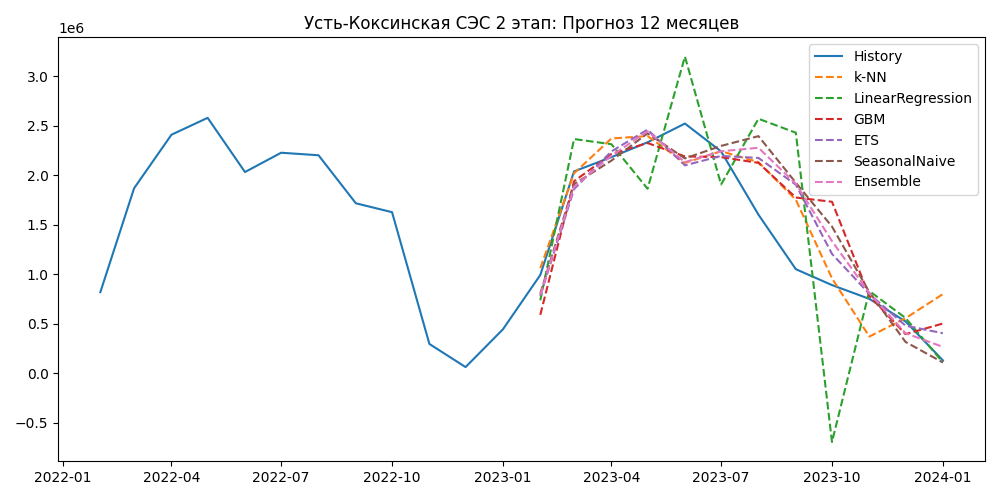 Усть-Коксинская СЭС 2 этап: Прогноз 12 месяцев
1e6
3.0
2.5
2.0
1.5
1.0
0.5
0.0
−0.5
2022-01 2022-04 2022-07 2022-10 2023-01 2023-04 2023-07 2023-10 2024-01
History
k-NN
LinearRegression
GBM
ETS
SeasonalNaive
Ensemble